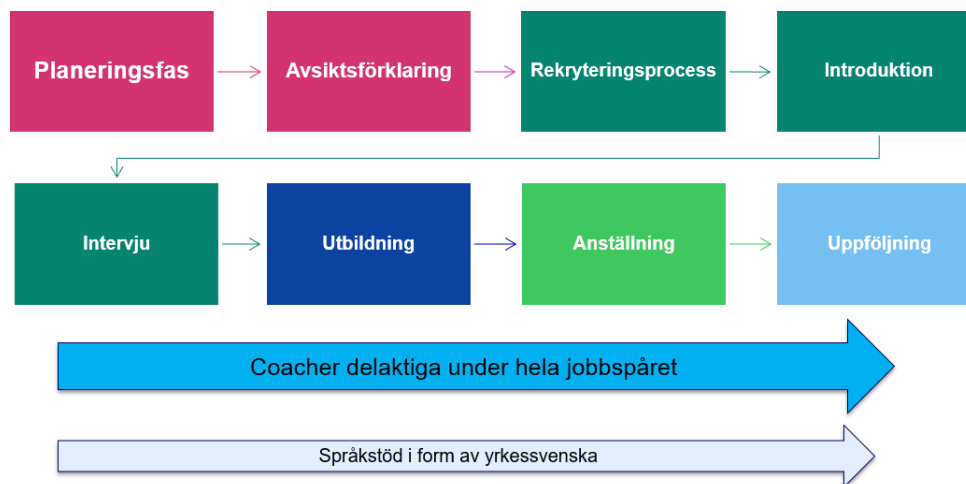 Planeringsfas
Avsiktsförklaring
Rekryteringsprocess
Introduktion
Intervju
Utbildning
Anställning
Uppföljning
Coacher delaktiga under hela jobbspåret
Språkstöd i form av yrkessvenska